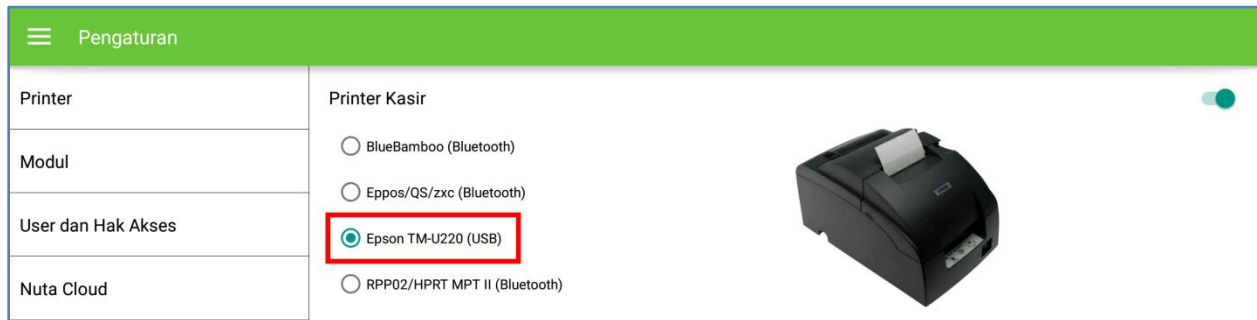 Pengaturan
Printer
Modul
User dan Hak Akses
Nuta Cloud
Printer Kasir
BlueBamboo (Bluetooth)
Eppos/QS/zxc (Bluetooth)
Epson TM-U220 (USB)
RPP02/HPRT MPT II (Bluetooth)